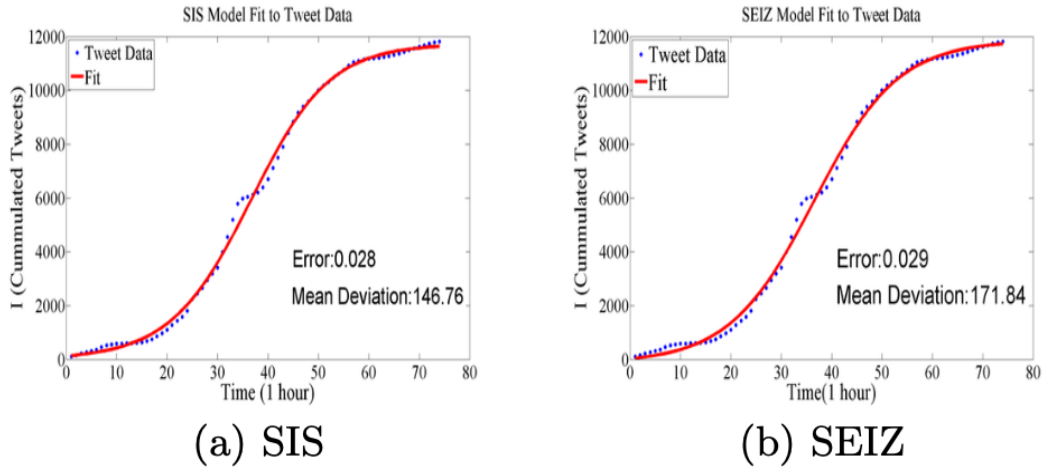 SIS Model Fit to Tweet Data
12000
10000
8000
6000
4000
2000
0
I (Cummulated Tweets)
Tweet Data
Fit
Error:0.028
Mean Deviation:146.76
0 10 20 30 40 50 60 70 80
Time (1 hour)
(a) SIS
SEIZ Model Fit to Tweet Data
12000
10000
8000
6000
4000
2000
0
I (Cummulated Tweets)
Tweet Data
Fit
Error:0.029
Mean Deviation:171.84
0 10 20 30 40 50 60 70 80
Time(1 hour)
(b) SEIZ